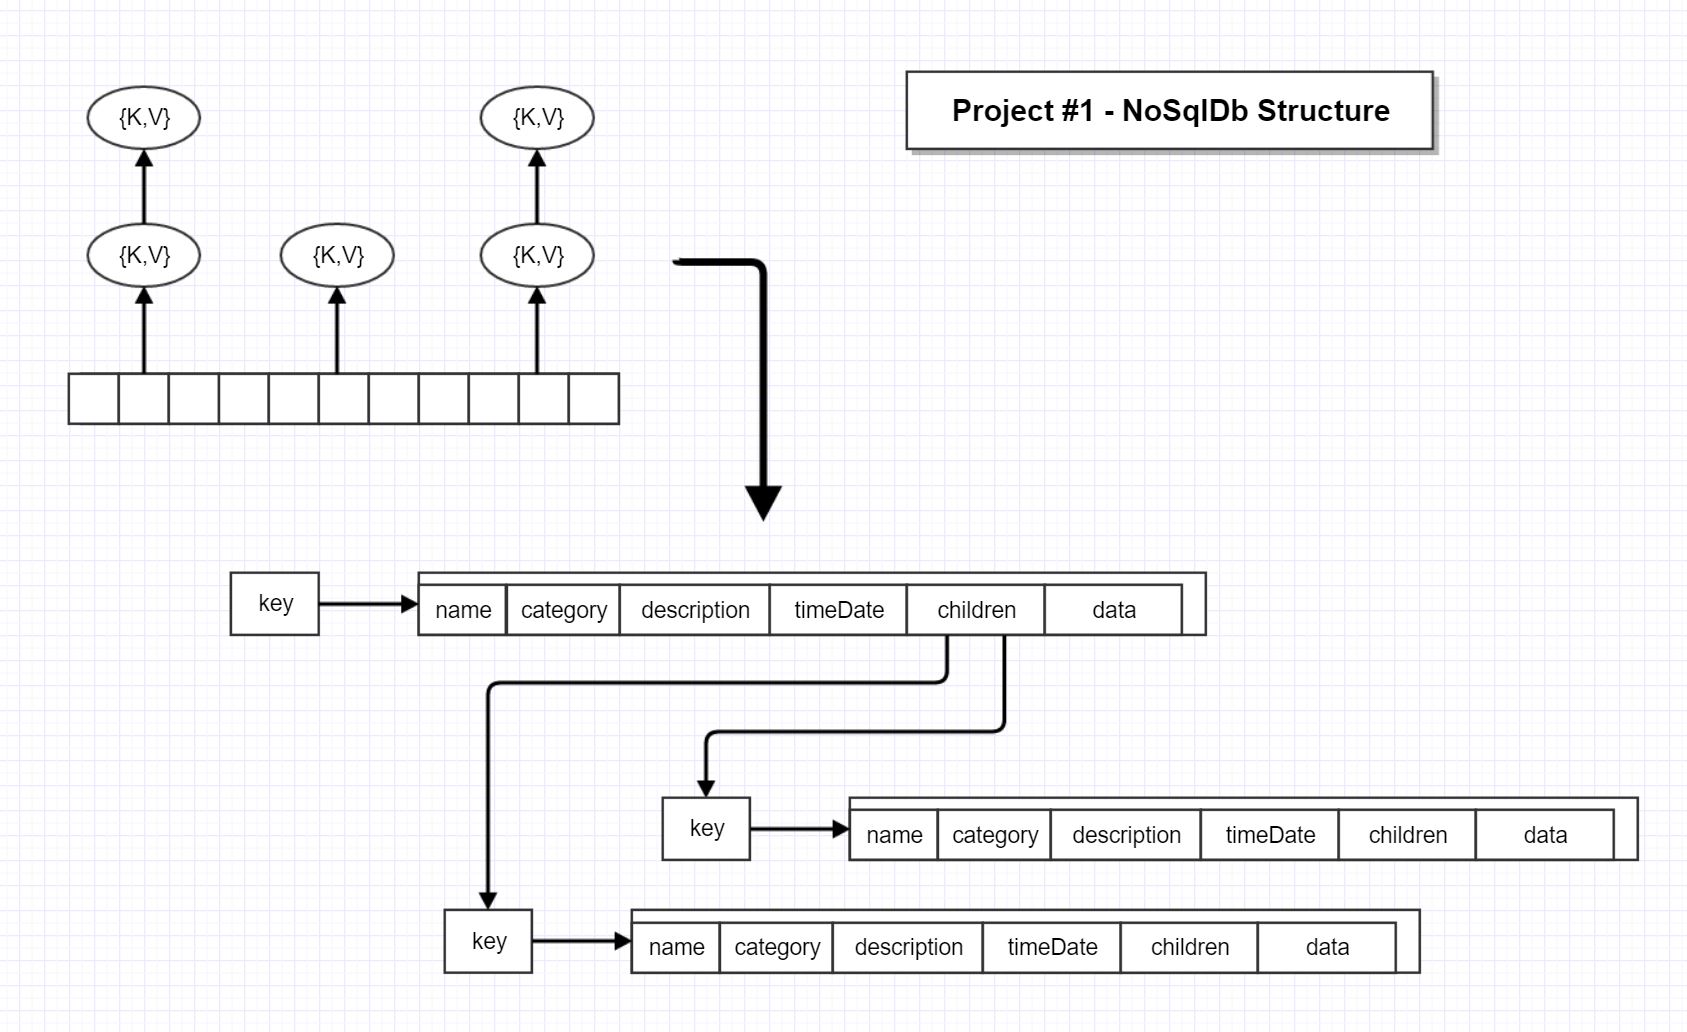 {K,V}
{K,V}
Project #1 - NoSqlDb Structure
{K,V}
{K,V}
{K,V}
key
name category description timeDate children data
key
name category description timeDate children data
key
name category description timeDate children data